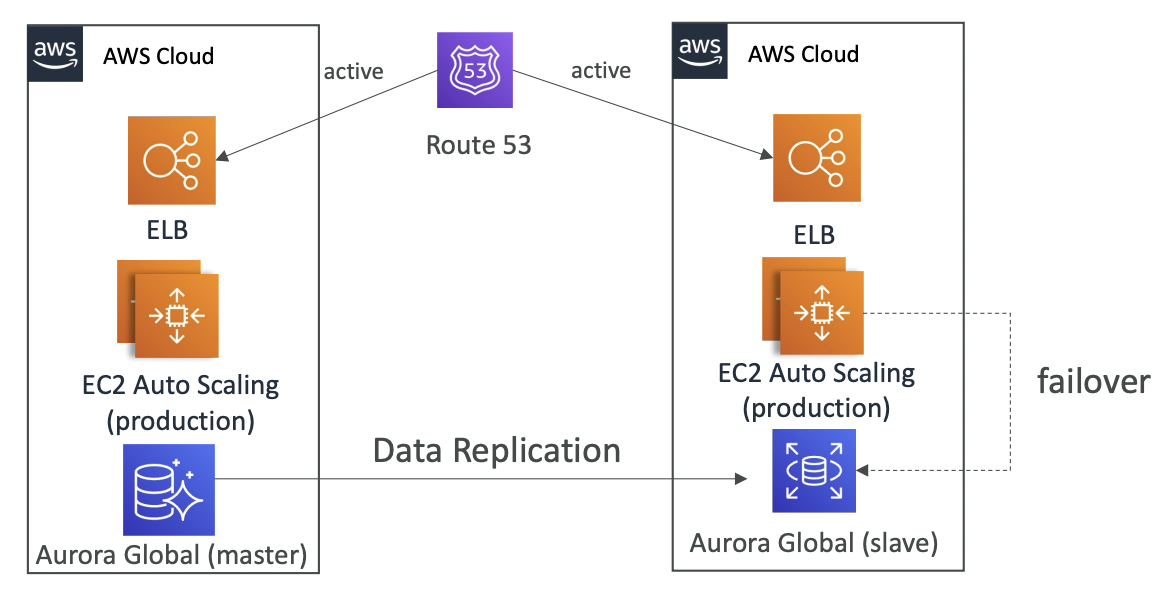 aws
AWS Cloud
active
53
Route 53
active
aws
AWS Cloud
ELB
ELB
EC2 Auto Scaling
(production)
EC2 Auto Scaling
(production)
failover
Data Replication
Aurora Global (master)
Aurora Global (slave)